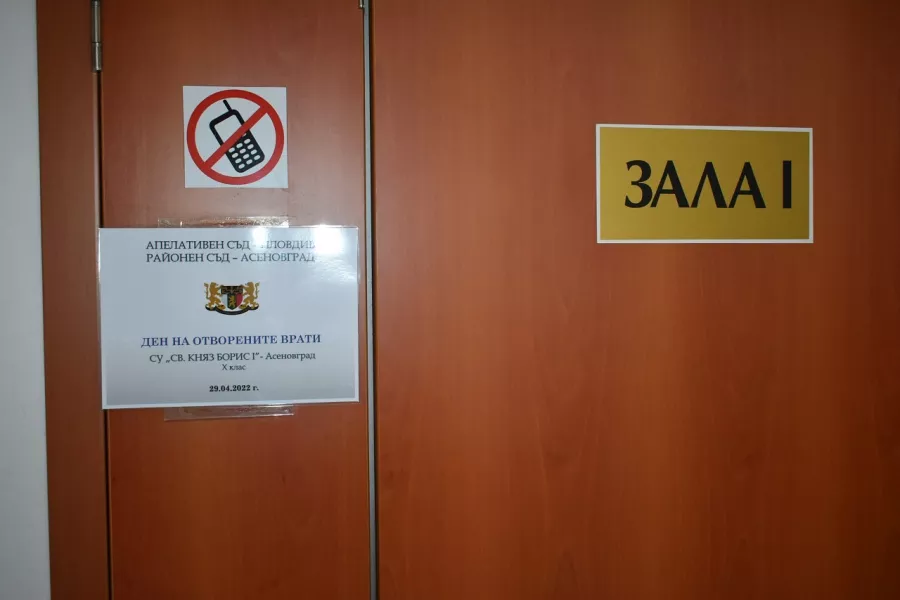 АПЕЛАТИВЕН СЪД – ПЛОВДИВ
РАЙОНЕН СЪД – АСЕНОВГРАД
ДЕН НА ОТВОРЕНИТЕ ВРАТИ
СУ „СВ. КНЯЗ БОРИС I”- Асеновград
X клас
29.04.2022 г.
ЗАЛА I